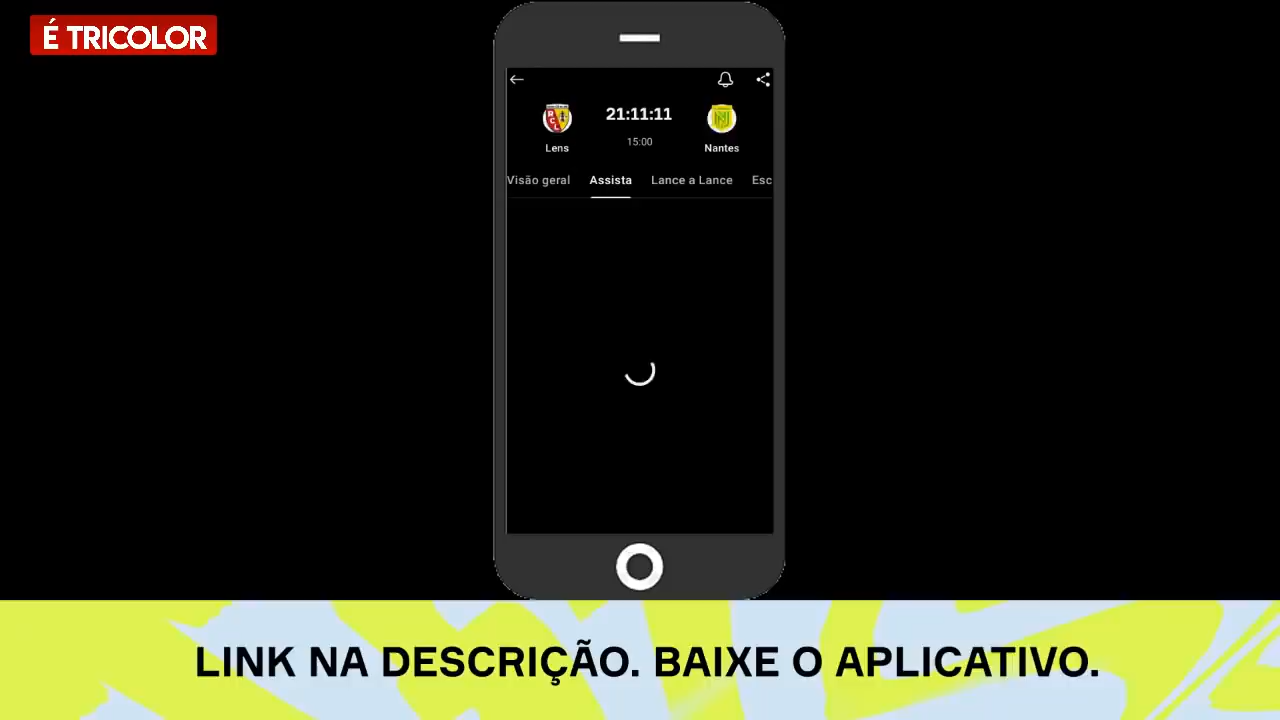 É TRICOLOR
21:11:11
15:00
Lens
Nantes
Visão geral
Assista
Lance a Lance
Esc
LINK NA DESCRIÇÃO. BAIXE O APLICATIVO.